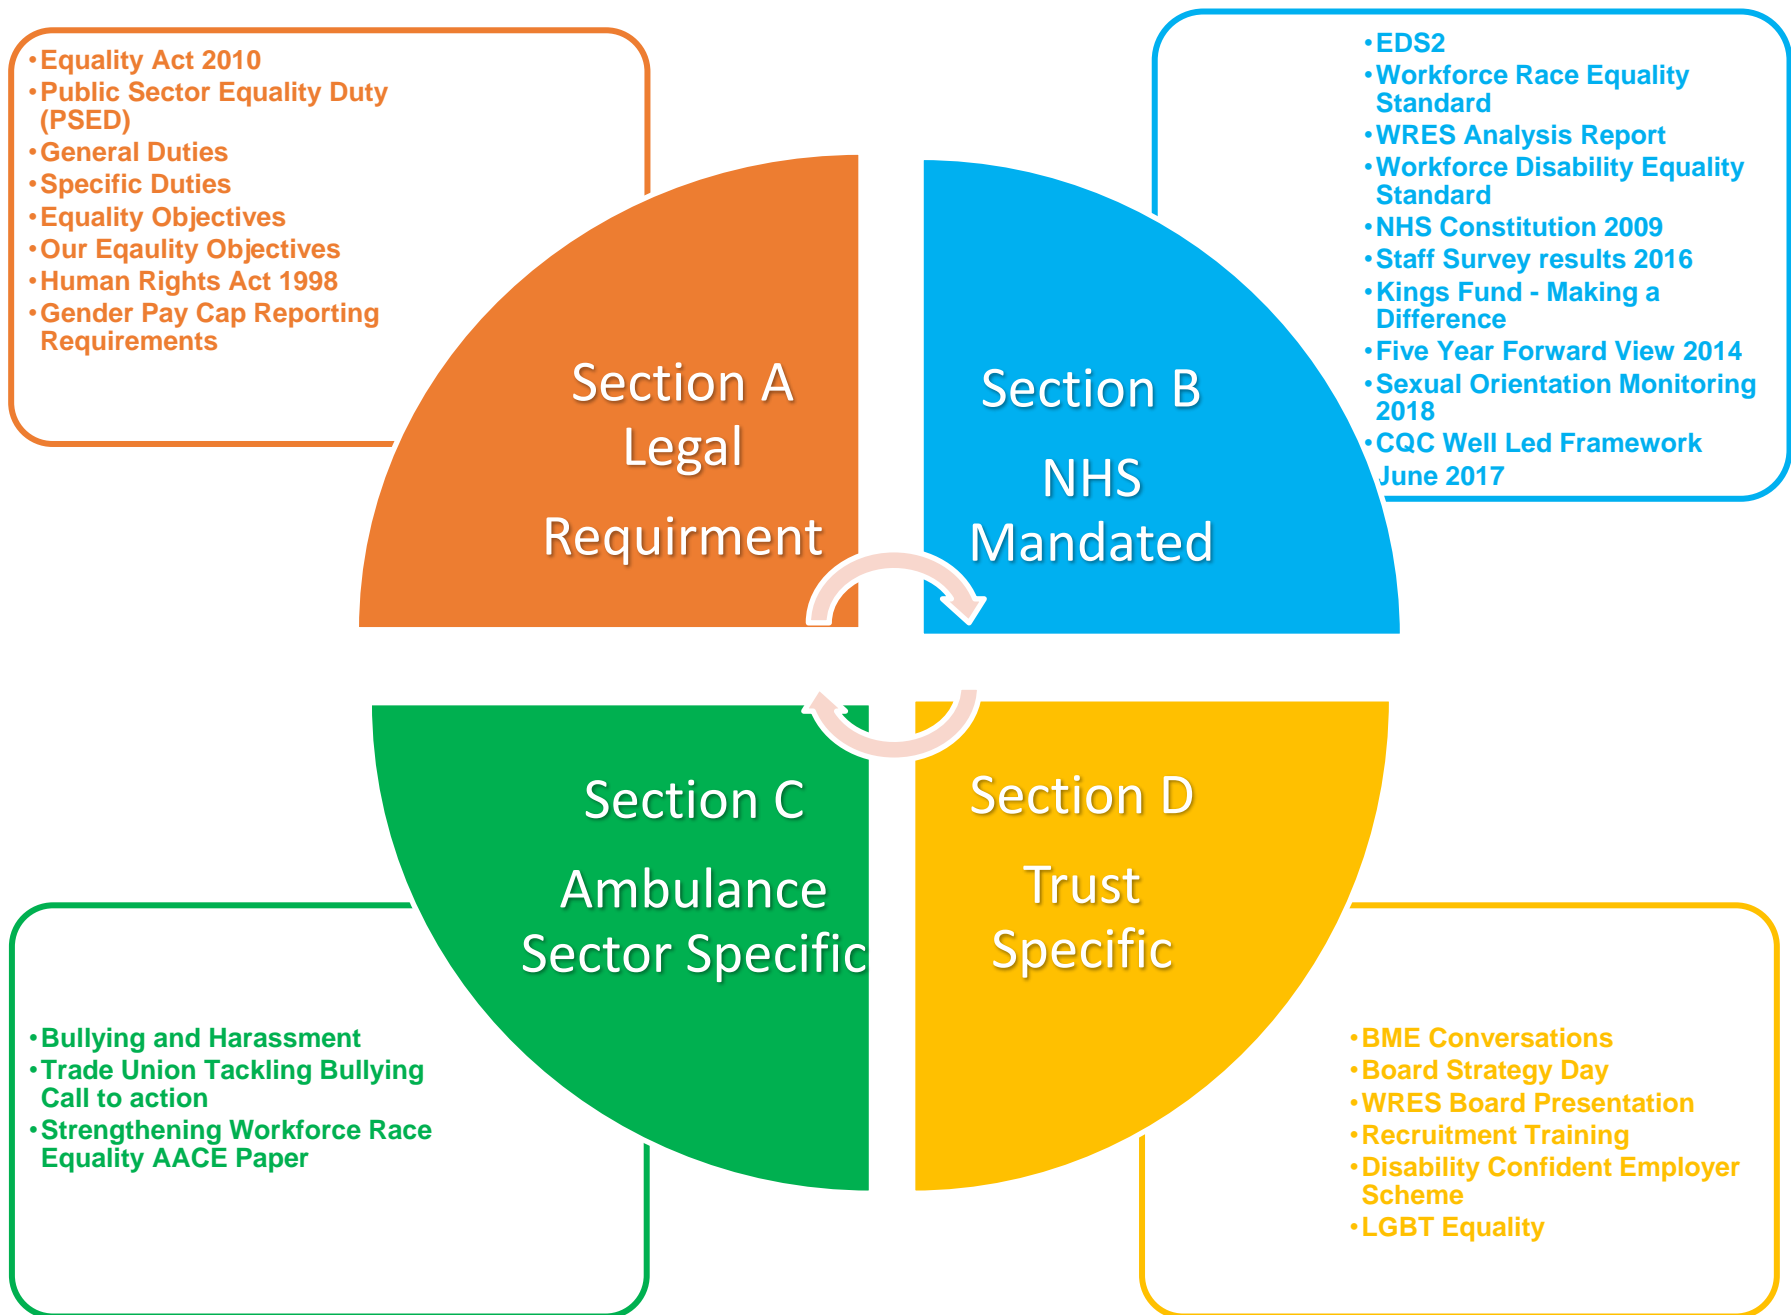 •Equality Act 2010
•Public Sector Equality Duty
(PSED)
•General Duties
•Specific Duties
•Equality Objectives
•Our Eqaulity Objectives
•Human Rights Act 1998
•Gender Pay Cap Reporting
Requirements
•EDS2
•Workforce Race Equality
Standard
•WRES Analysis Report
•Workforce Disability Equality
Standard
•NHS Constitution 2009
•Staff Survey results 2016
•Kings Fund - Making a
Difference
•Five Year Forward View 2014
•Sexual Orientation Monitoring
2018
•CQC Well Led Framework
June 2017
Section A
Legal
Requirment
Section B
NHS
Mandated
Section C
Ambulance
Sector Specific
Section D
Trust
Specific
•Bullying and Harassment
•Trade Union Tackling Bullying
Call to action
•Strengthening Workforce Race
Equality AACE Paper
•BME Conversations
•Board Strategy Day
•WRES Board Presentation
•Recruitment Training
•Disability Confident Employer
Scheme
•LGBT Equality